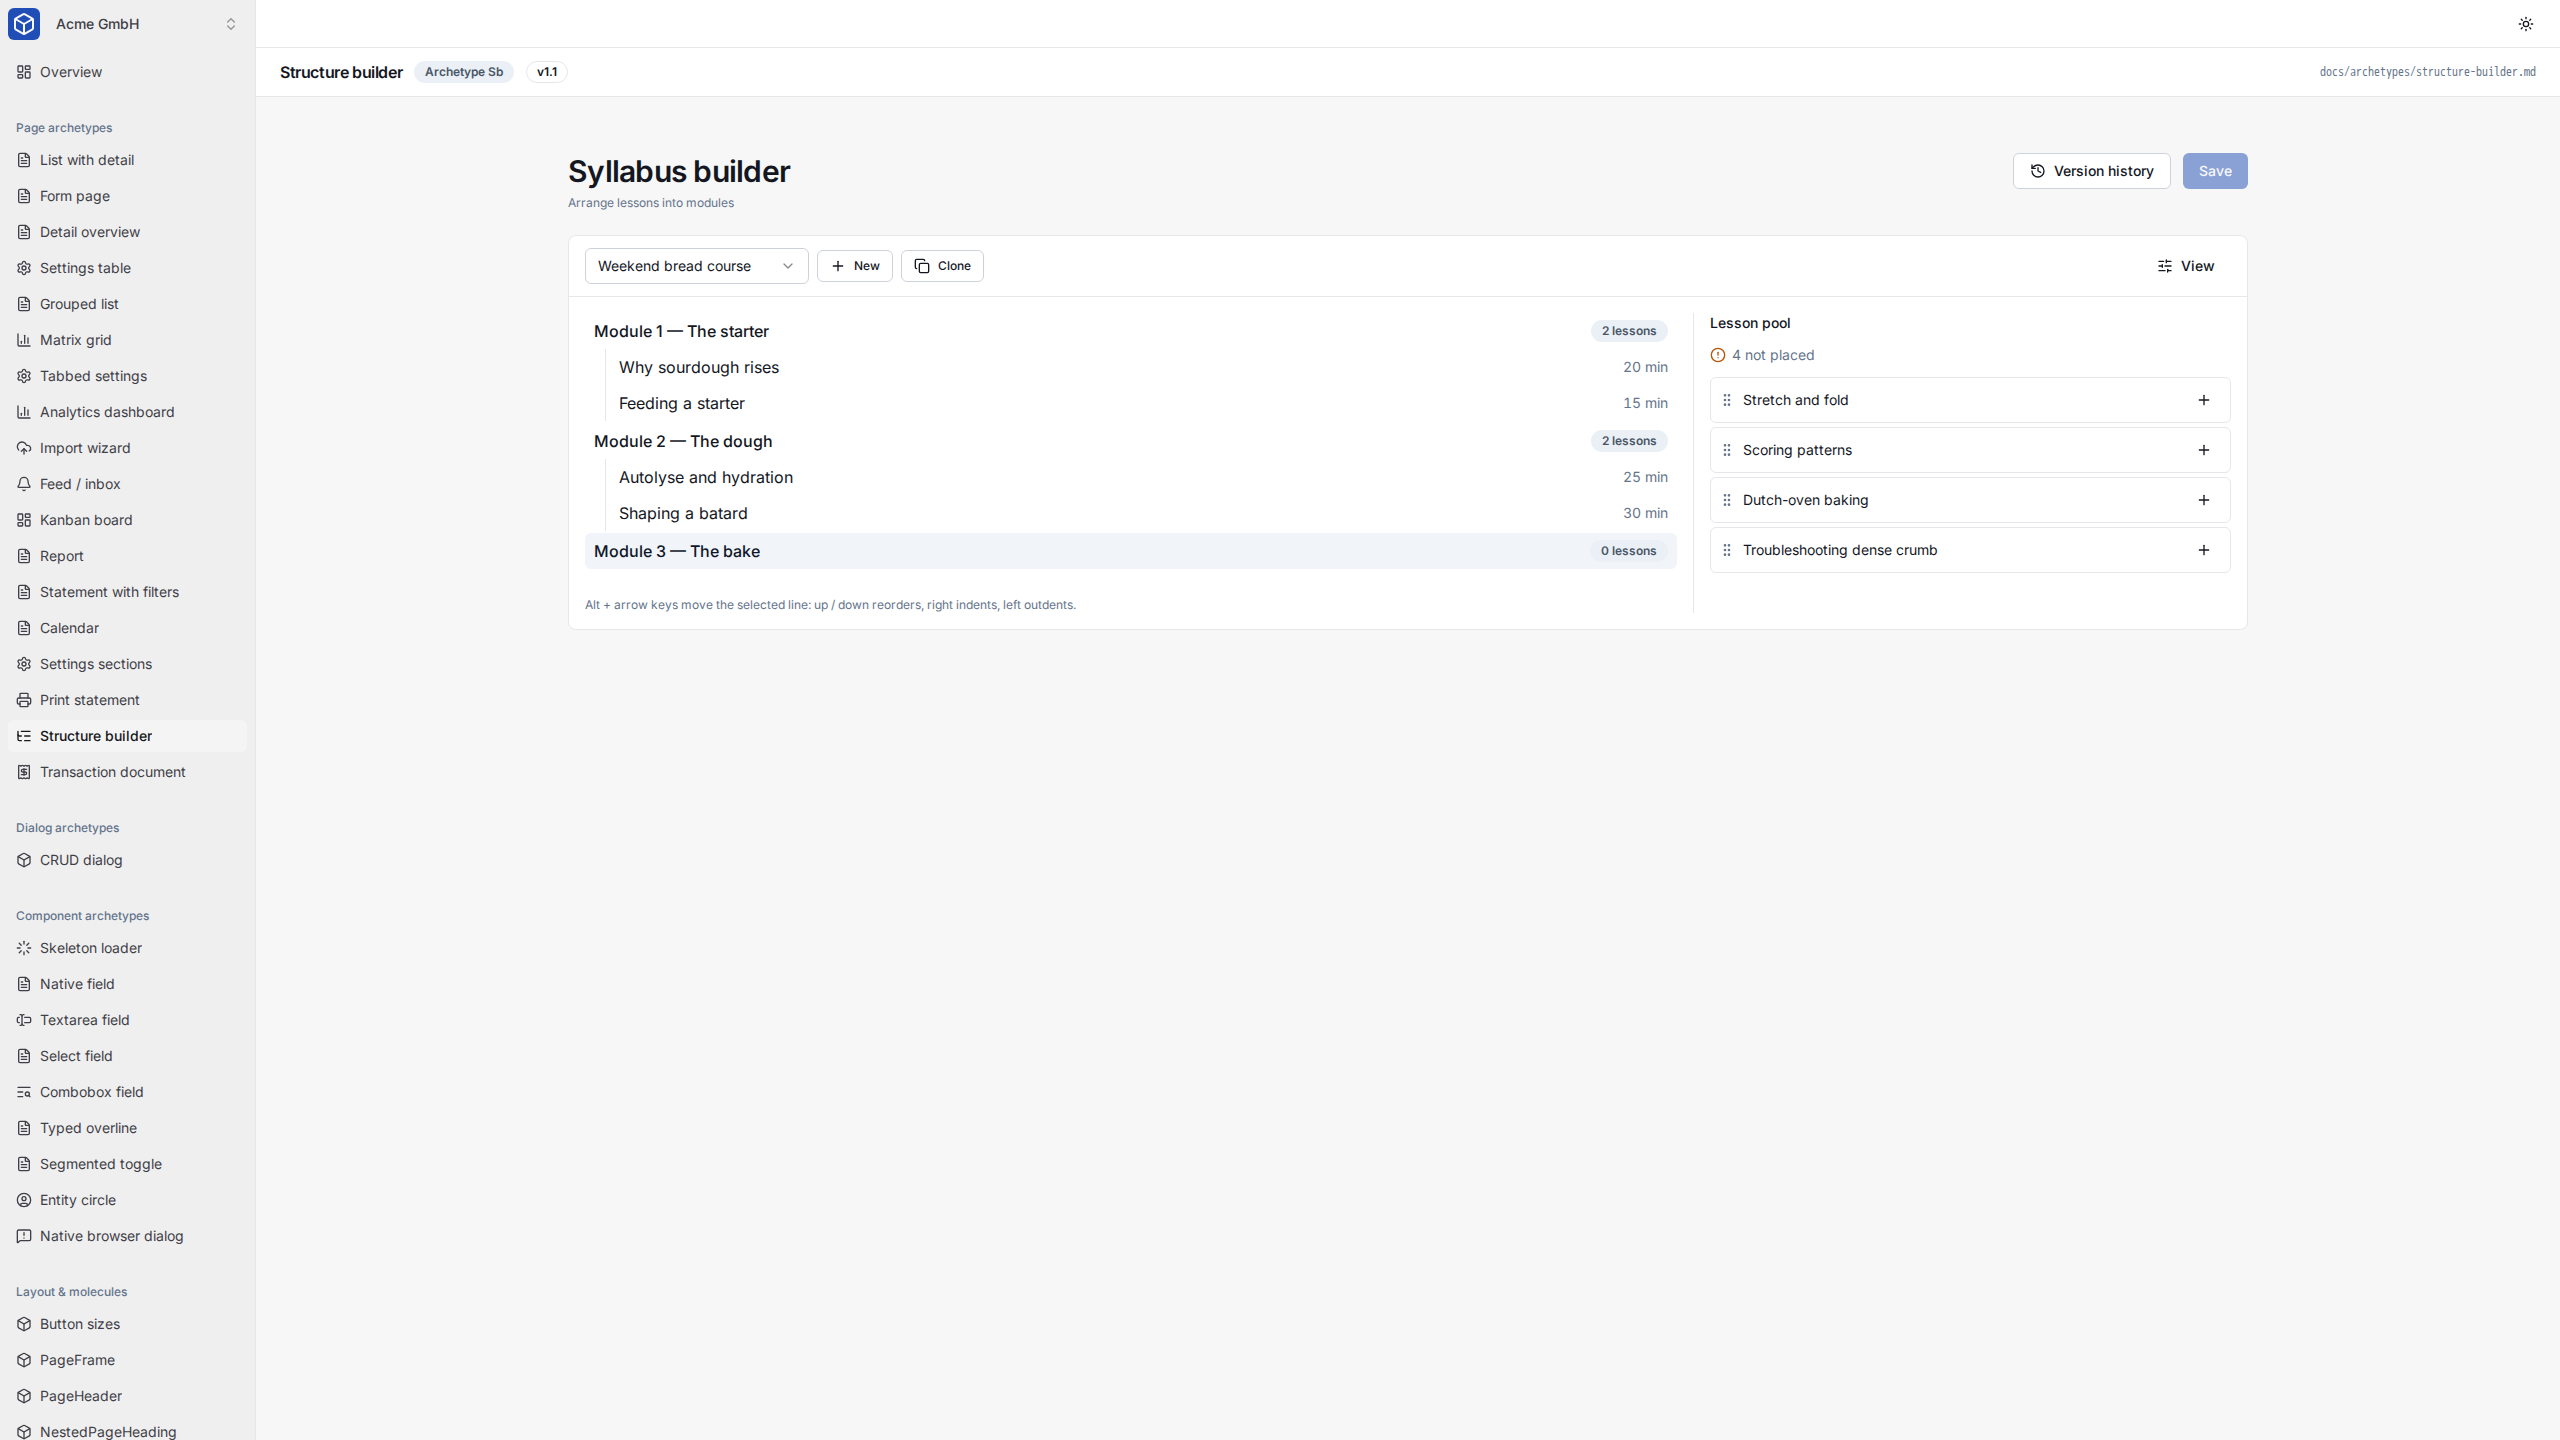 Acme GmbH
Overview
Page archetypes
List with detail
Form page
Detail overview
Settings table
Grouped list
Matrix grid
Tabbed settings
Analytics dashboard
Import wizard
Feed / inbox
Kanban board
Report
Statement with filters
Calendar
Settings sections
Print statement
Structure builder
Transaction document
Dialog archetypes
CRUD dialog
Component archetypes
Skeleton loader
Native field
Textarea field
Select field
Combobox field
Typed overline
Segmented toggle
Entity circle
Native browser dialog
Layout & molecules
Button sizes
PageFrame
PageHeader
NestedPageHeading
Structure builder Archetype Sb v1.1 docs/archetypes/structure-builder.md
Syllabus builder Version history Save
Arrange lessons into modules
Weekend bread course New Clone View
Module 1 — The starter 2 lessons
Why sourdough rises 20 min
Feeding a starter 15 min
Module 2 — The dough 2 lessons
Autolyse and hydration 25 min
Shaping a batard 30 min
Module 3 — The bake 0 lessons
Alt + arrow keys move the selected line: up / down reorders, right indents, left outdents.
Lesson pool
4 not placed
Stretch and fold
Scoring patterns
Dutch-oven baking
Troubleshooting dense crumb